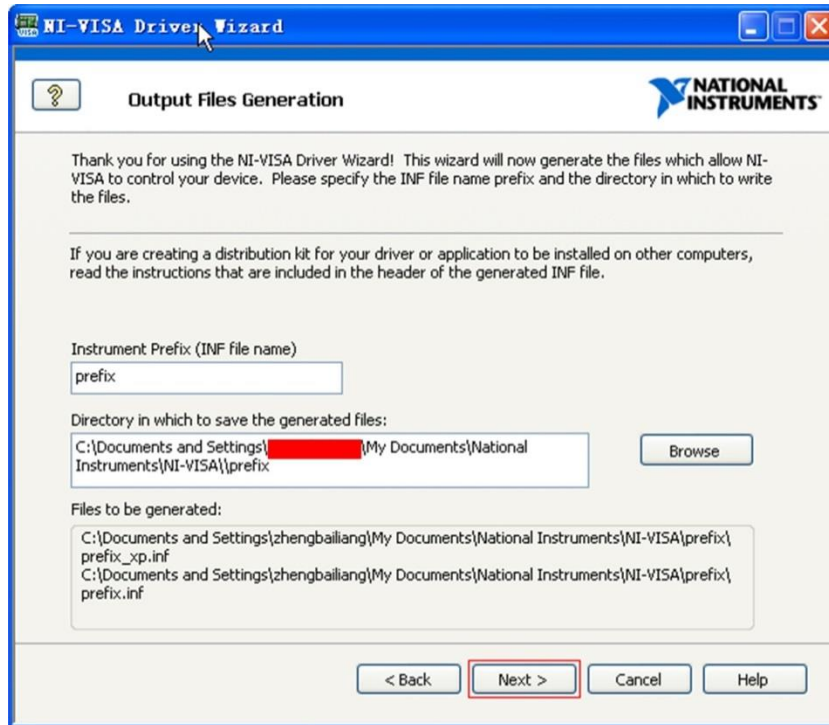 NI-VISA Driver Wizard
?
Output Files Generation
NATIONAL
INSTRUMENTS
Thank you for using the NI-VISA Driver Wizard! This wizard will now generate the files which allow NI-
VISA to control your device. Please specify the INF file name prefix and the directory in which to write
the files.
If you are creating a distribution kit for your driver or application to be installed on other computers,
read the instructions that are included in the header of the generated INF file.
Instrument Prefix (INF file name)
prefix
Directory in which to save the generated files:
C:\Documents and Settings\ \My Documents\National
Instruments\NI-VISA\\prefix
Browse
Files to be generated:
C:\Documents and Settings\zhengbailiang\My Documents\National Instruments\NI-VISA\prefix\
prefix_xp.inf
C:\Documents and Settings\zhengbailiang\My Documents\National Instruments\NI-VISA\prefix\
prefix.inf
< Back
Next >
Cancel
Help